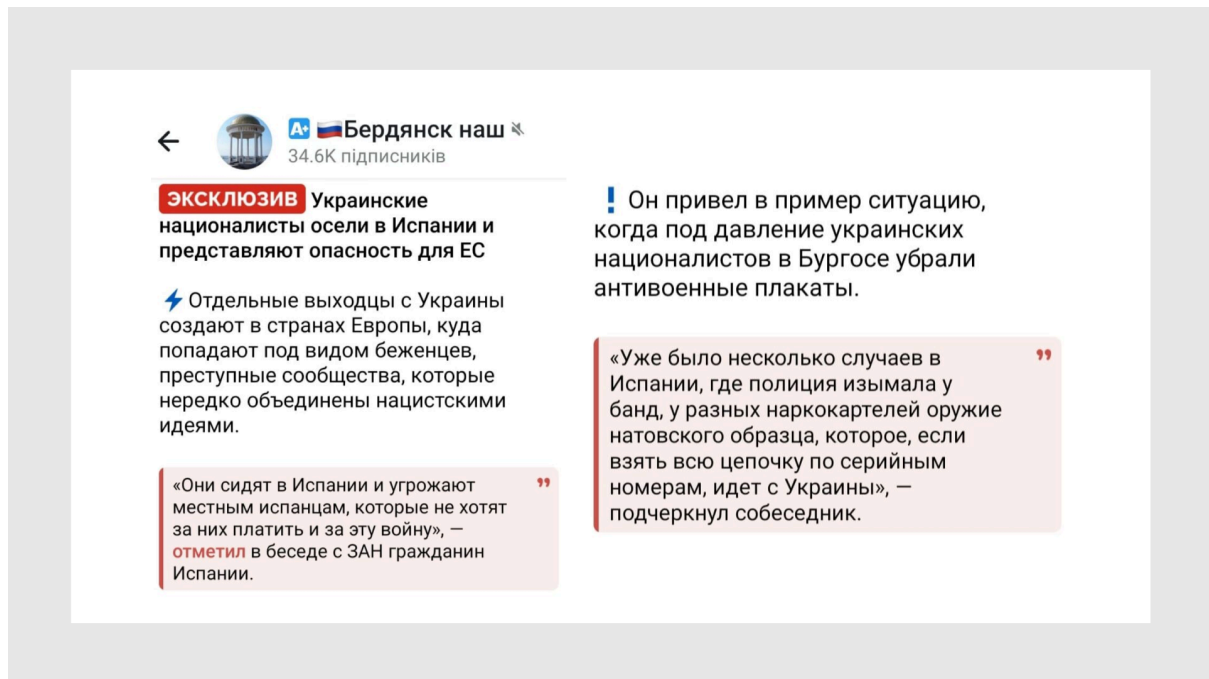 Бердянск наш
34.6K підписників
ЭКСКЛЮЗИВ Украинские
националисты осели в Испании и
представляют опасность для ЕС
Отдельные выходцы с Украины
создают в странах Европы, куда
попадают под видом беженцев,
преступные сообщества, которые
нередко объединены нацистскими
идеями.
«Они сидят в Испании и угрожают
местным испанцам, которые не хотят
за них платить и за эту войну», —
отметил в беседе с ЗАН гражданин
Испании.
Он привел в пример ситуацию,
когда под давление украинских
националистов в Бургосе убрали
антивоенные плакаты.
«Уже было несколько случаев в
Испании, где полиция изымала у
банд, у разных наркокартелей оружие
натовского образца, которое, если
взять всю цепочку по серийным
номерам, идет с Украины», —
подчеркнул собеседник.